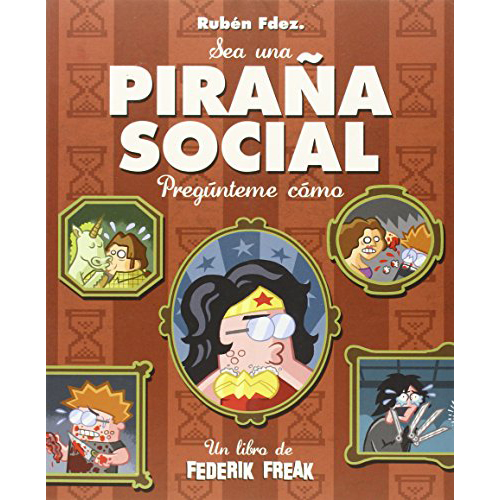 Rubén Fdez.
Sea una
PIRAÑA
SOCIAL
Pregúnteme cómo
Un libro de
FEDERIK FREAK